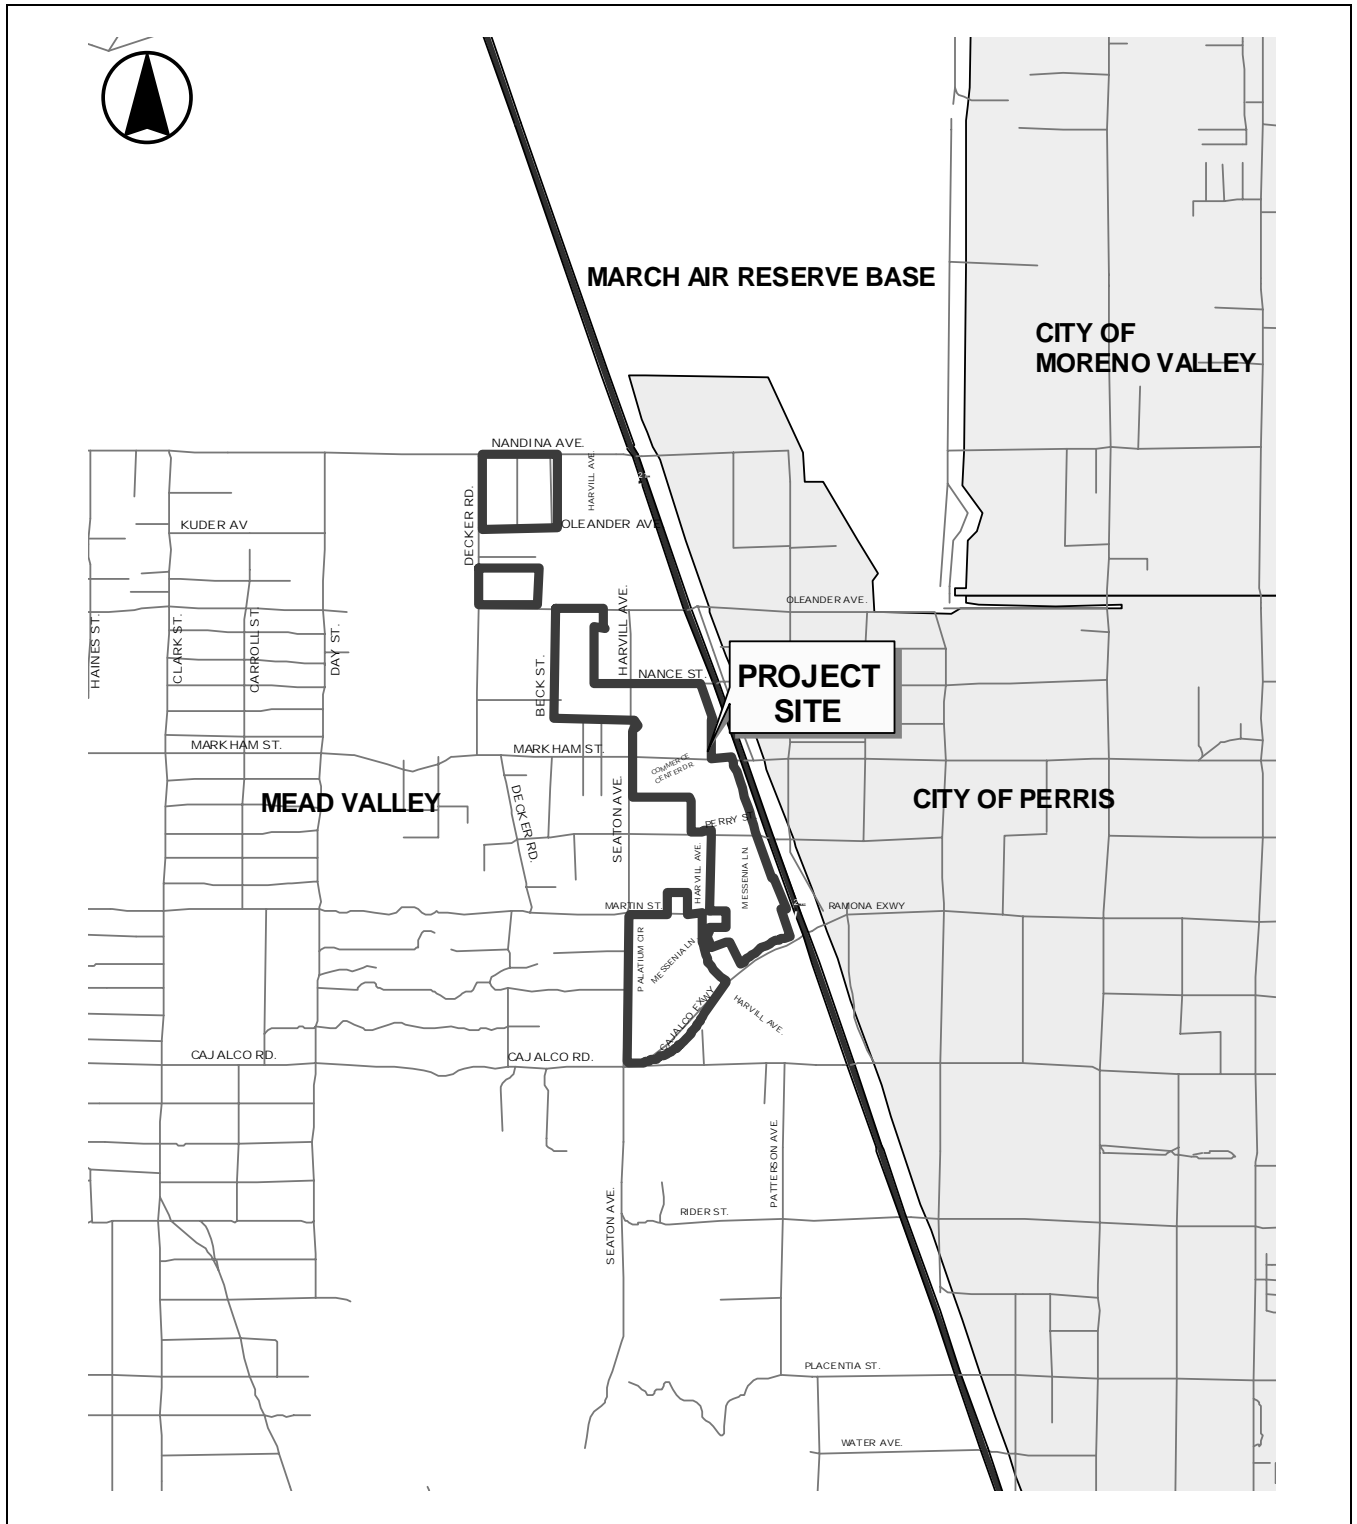 MARCH AIR RESERVE BASE
CITY OF
MORENO VALLEY
NANDINA AVE.
HARVILL AVE.
DECKER RD.
KUDER AV
OLEANDER AVE
OLEANDER AVE.
HAINES ST.
CLARK ST.
CARROLL ST.
DAY ST.
BECK ST.
HARVILL AVE.
NANCE ST.
PROJECT
SITE
MARKHAM ST.
MARKHAM ST.
COMMERCE
CENTER DR.
MEAD VALLEY
CITY OF PERRIS
DECKER RD.
SEATON AVE.
PERRY ST.
HARVILL AVE.
MESSENIA LN.
MARTIN ST.
RAMONA EXWY
PALATIUM CIR
MESSENIA LN
CAJALCO EXWY
HARVILL AVE.
CAJALCO RD.
CAJALCO RD.
PATTERSON AVE.
SEATON AVE.
RIDER ST.
PLACENTIA ST.
WATER AVE.